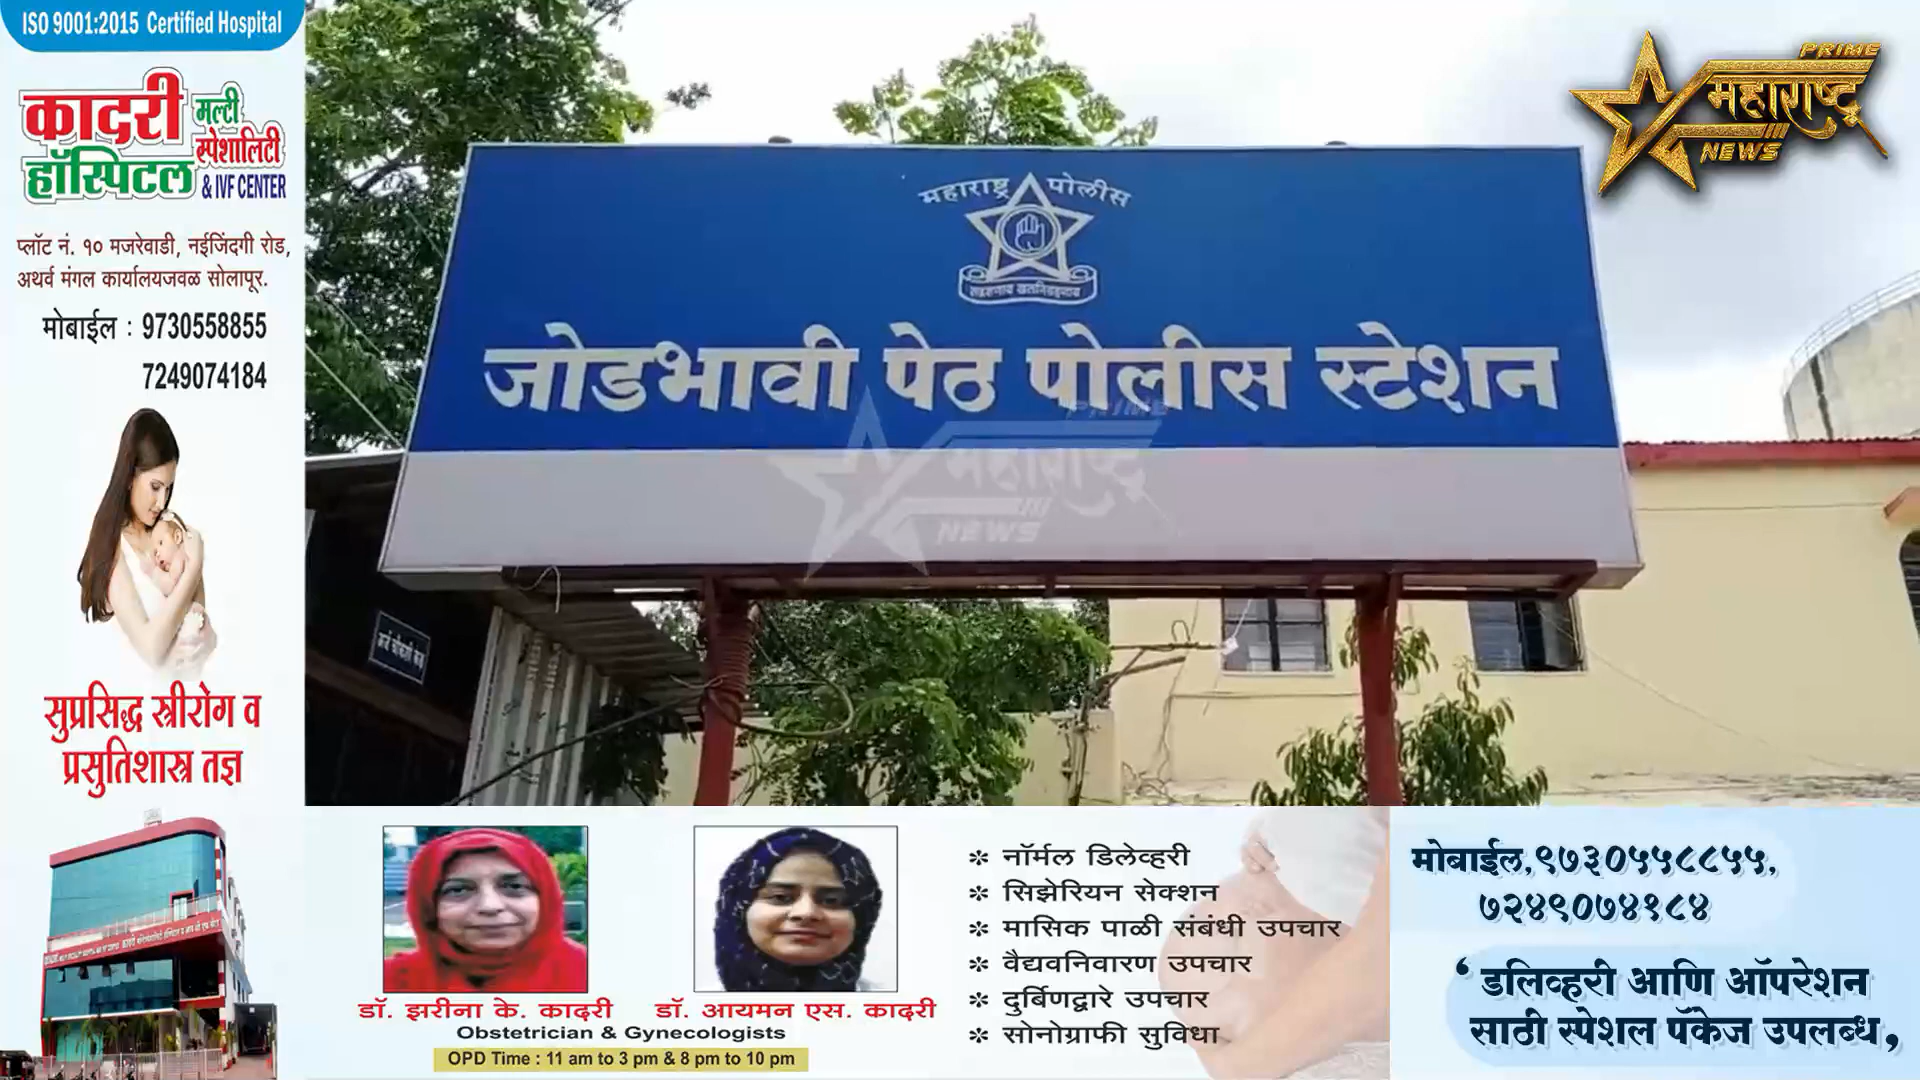 ISO 9001:2015 Certified Hospital
कादरी मल्टी
हॉस्पिटल स्पेशालिटी
& IVF CENTER
प्लॉट नं. १० मजरेवाडी, नईजिंदगी रोड,
अथर्व मंगल कार्यालयजवळ सोलापूर.
मोबाईल : 9730558855
7249074184
सुप्रसिद्ध स्त्रीरोग व
प्रसुतिशास्त्र तज्ञ
PRIME
महाराष्ट्र
NEWS
महाराष्ट्र पोलीस
जोडभावी पेठ पोलीस स्टेशन
PRIME
महाराष्ट्र
NEWS
डॉ. झरीना के. कादरी डॉ. आयमन एस. कादरी
Obstetrician & Gynecologists
OPD Time : 11 am to 3 pm & 8 pm to 10 pm
* नॉर्मल डिलेव्हरी
* सिझेरियन सेक्शन
* मासिक पाळी संबंधी उपचार
* वैद्यवनिवारण उपचार
* दुर्बिणद्वारे उपचार
* सोनोग्राफी सुविधा
मोबाईल,९७३०५५८८५५,
७२४९०७४१८४
‘ डलिव्हरी आणि ऑपरेशन
साठी स्पेशल पॅकेज उपलब्ध,